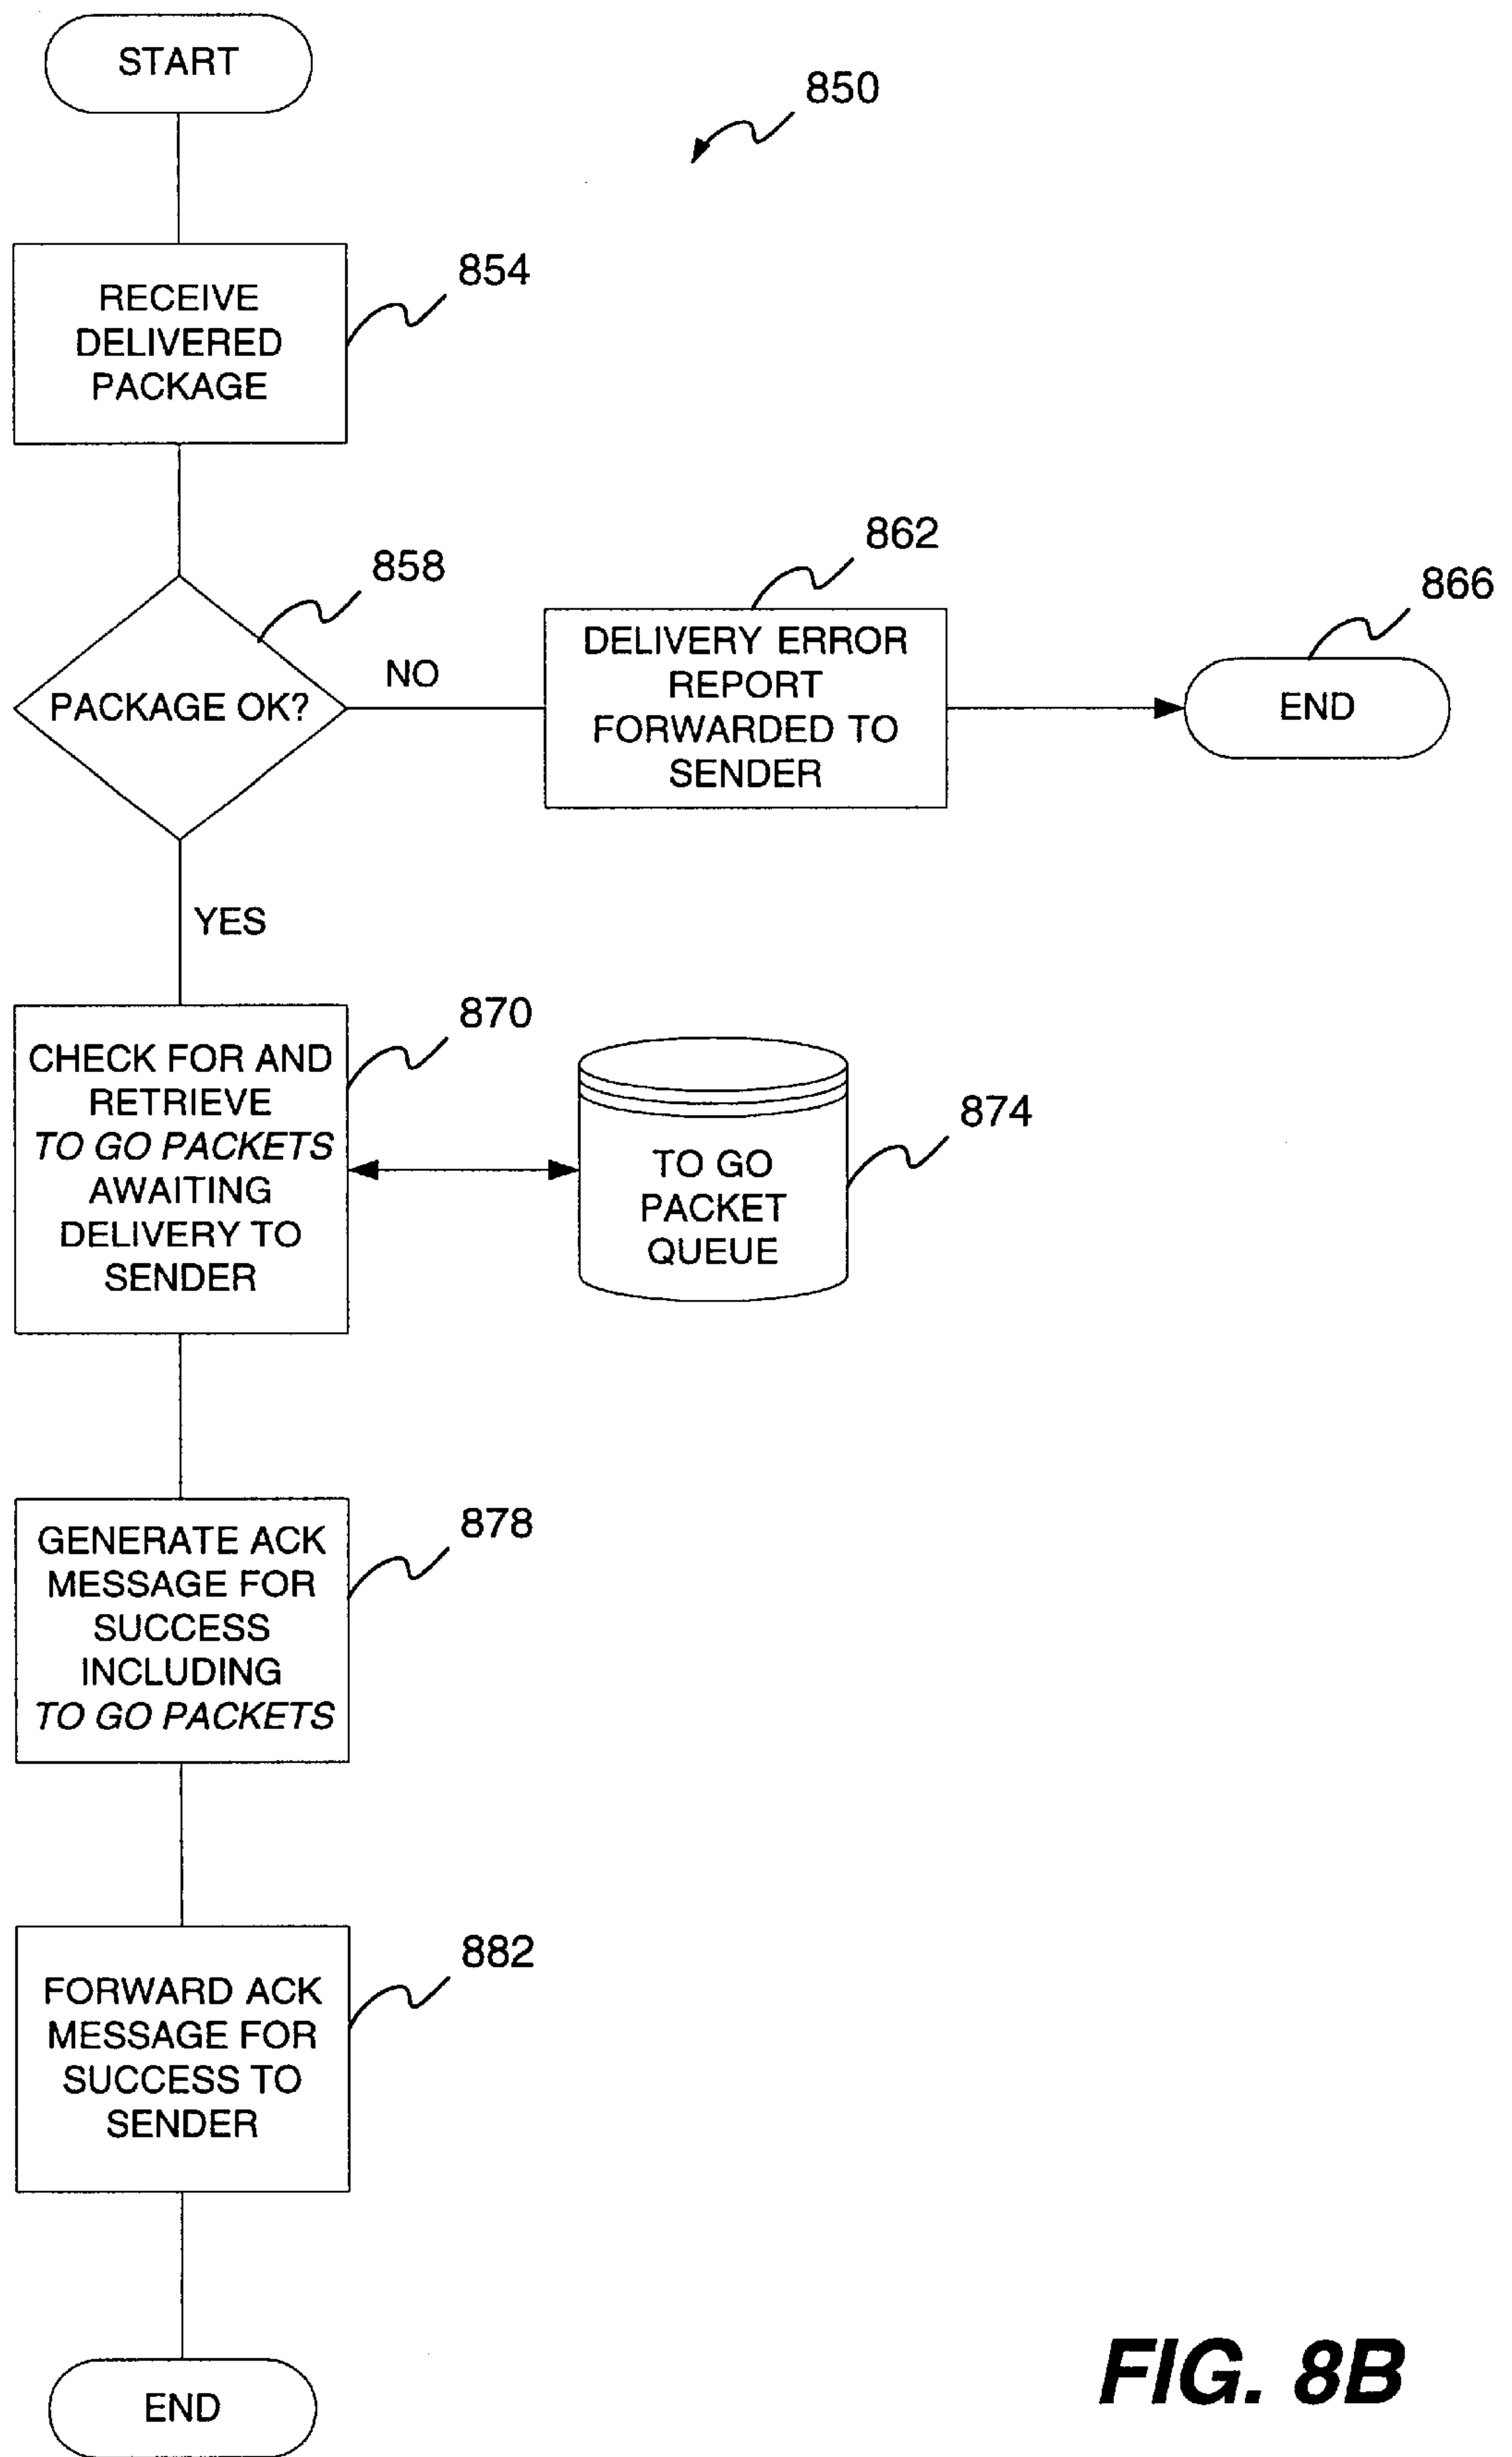 START
850
RECEIVE
DELIVERED
PACKAGE
854
858
PACKAGE OK?
NO
862
DELIVERY ERROR
REPORT
FORWARDED TO
SENDER
866
END
YES
870
CHECK FOR AND
RETRIEVE
TO GO PACKETS
AWAITING
DELIVERY TO
SENDER
874
TO GO
PACKET
QUEUE
878
GENERATE ACK
MESSAGE FOR
SUCCESS
INCLUDING
TO GO PACKETS
882
FORWARD ACK
MESSAGE FOR
SUCCESS TO
SENDER
END
FIG. 8B